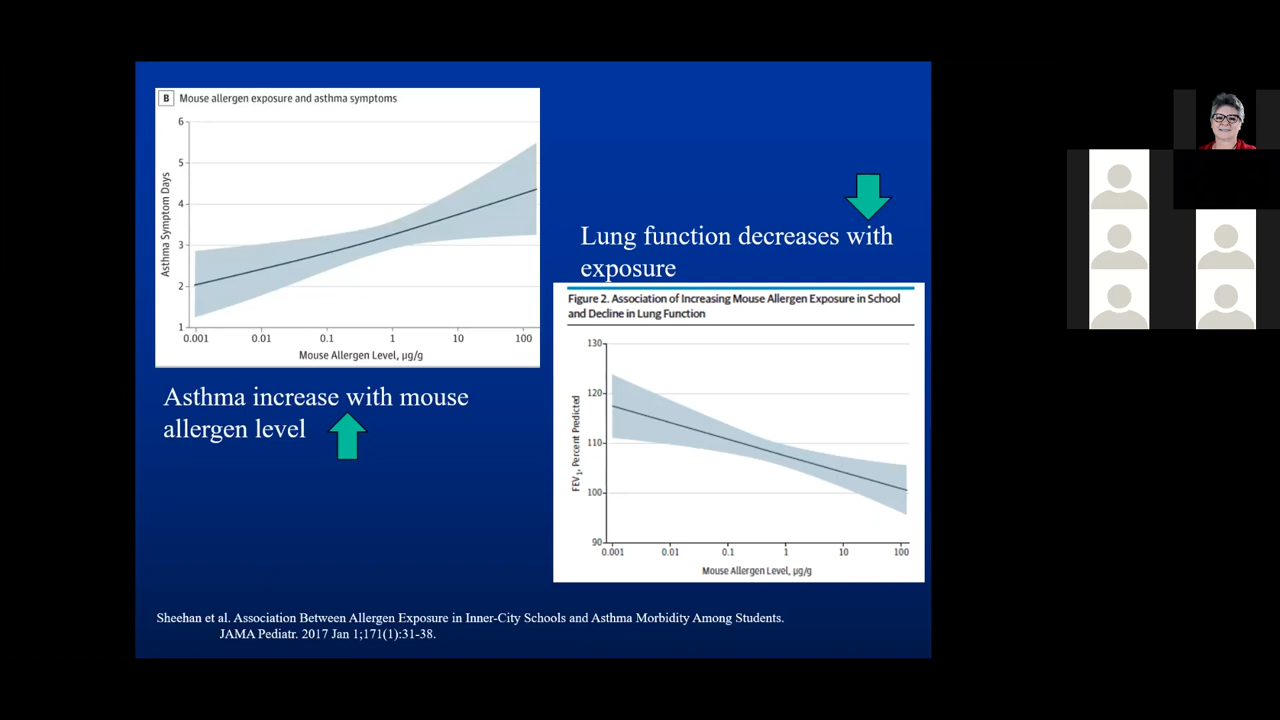 B Mouse allergen exposure and asthma symptoms
6
5
4
3
2
1
Asthma Symptom Days
0.001 0.01 0.1 1 10 100
Mouse Allergen Level, µg/g
Asthma increase with mouse
allergen level
Lung function decreases with
exposure
Figure 2. Association of Increasing Mouse Allergen Exposure in School
and Decline in Lung Function
130
120
110
100
90
FEV1, Percent Predicted
0.001 0.01 0.1 1 10 100
Mouse Allergen Level, µg/g
Sheehan et al. Association Between Allergen Exposure in Inner-City Schools and Asthma Morbidity Among Students.
JAMA Pediatr. 2017 Jan 1;171(1):31-38.